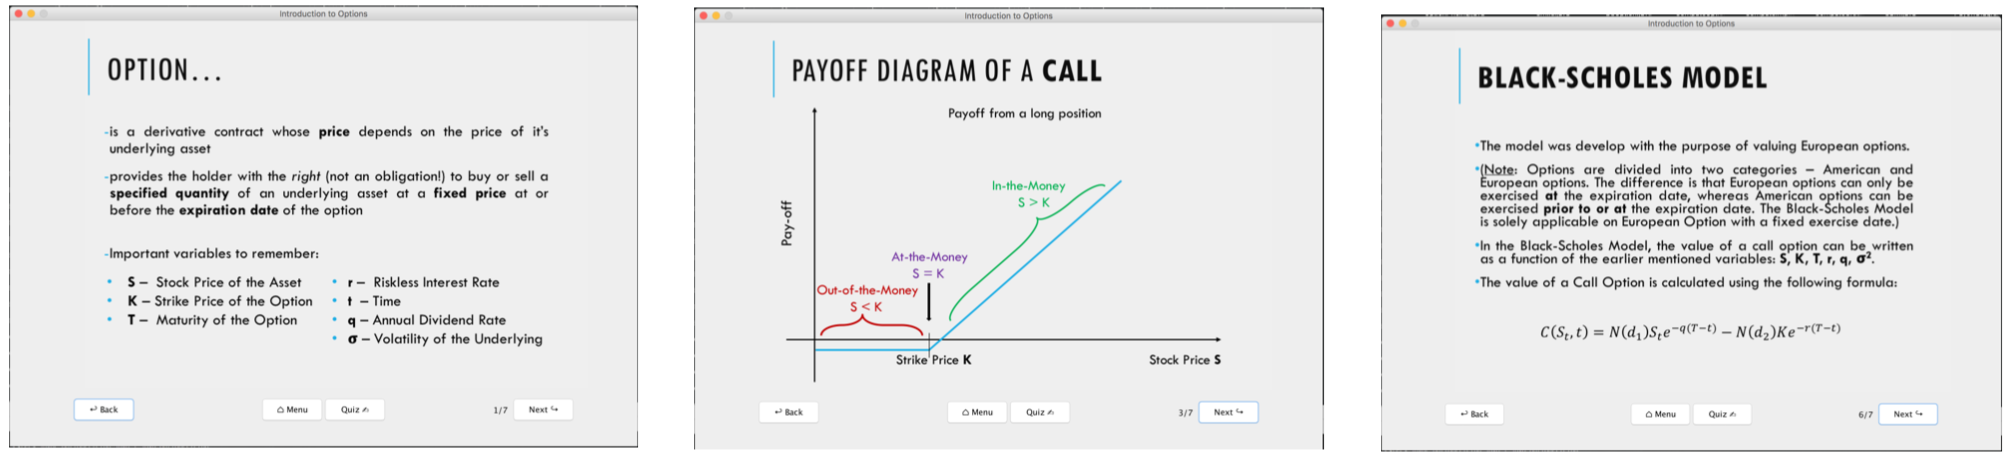 Introduction to Options
OPTION...
-is a derivative contract whose price depends on the price of it's
underlying asset
-provides the holder with the right (not an obligation!) to buy or sell a
specified quantity of an underlying asset at a fixed price at or
before the expiration date of the option
-Important variables to remember:
• S – Stock Price of the Asset
• K – Strike Price of the Option
• T – Maturity of the Option
• r – Riskless Interest Rate
• t – Time
• q – Annual Dividend Rate
• σ – Volatility of the Underlying
↩ Back
⌂ Menu
Quiz ✍
1/7
Next ↪
Introduction to Options
PAYOFF DIAGRAM OF A CALL
Payoff from a long position
Pay-off
In-the-Money
S > K
At-the-Money
S = K
Out-of-the-Money
S < K
Strike Price K
Stock Price S
↩ Back
⌂ Menu
Quiz ✍
3/7
Next ↪
Introduction to Options
BLACK-SCHOLES MODEL
•The model was develop with the purpose of valuing European options.
•(Note: Options are divided into two categories – American and
European options. The difference is that European options can only be
exercised at the expiration date, whereas American options can be
exercised prior to or at the expiration date. The Black-Scholes Model
is solely applicable on European Option with a fixed exercise date.)
•In the Black-Scholes Model, the value of a call option can be written
as a function of the earlier mentioned variables: S, K, T, r, q, σ².
•The value of a Call Option is calculated using the following formula:
C(Sₜ, t) = N(d₁)Sₜe^−q(T−t) − N(d₂)Ke^−r(T−t)
↩ Back
⌂ Menu
Quiz ✍
6/7
Next ↪